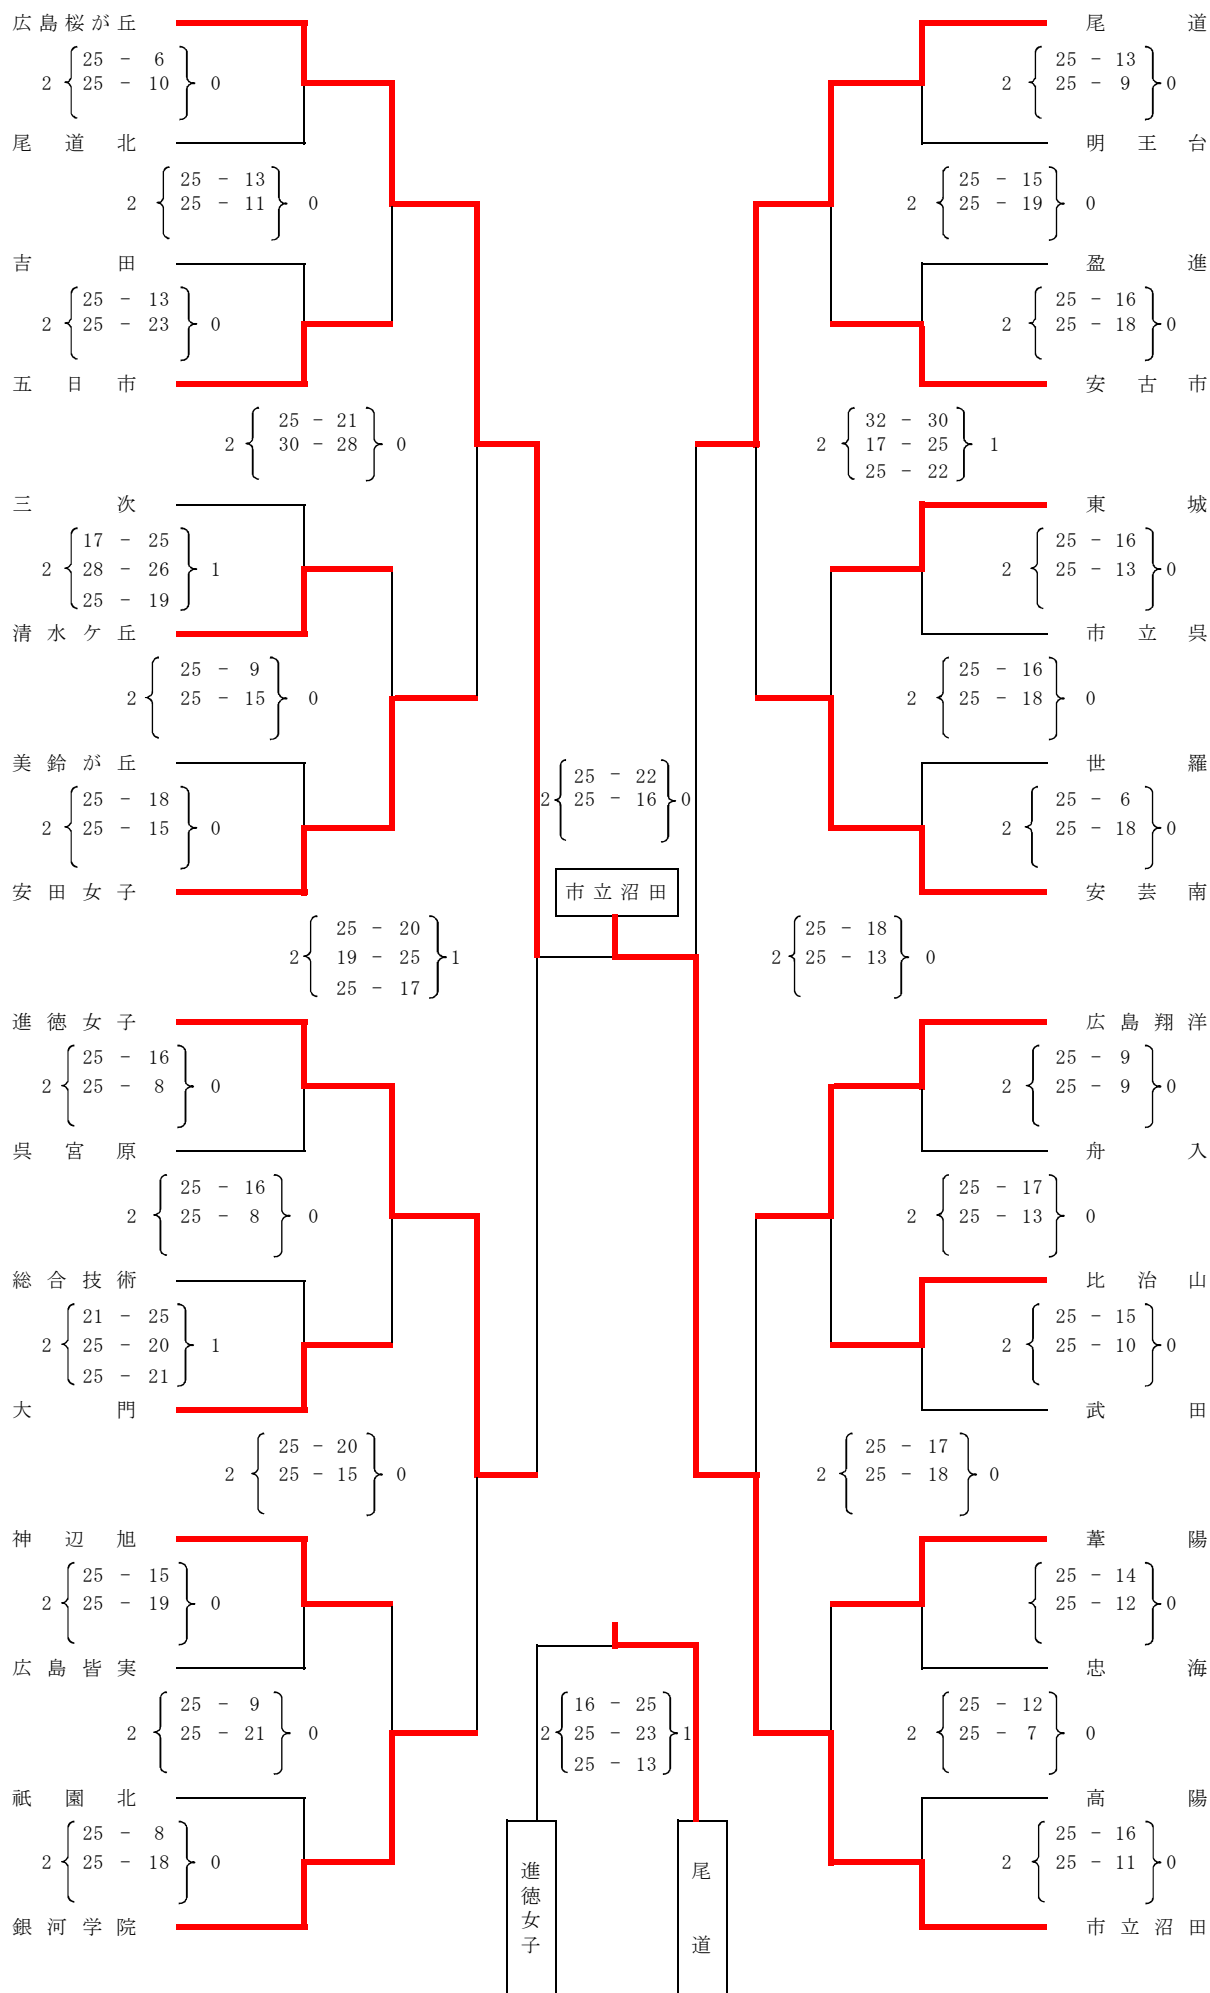 広島桜が丘
25 - 6
2 25 - 10 0
尾道北
25 - 13
2 25 - 11 0
吉田
25 - 13
2 25 - 23 0
五日市
25 - 21
2 30 - 28 0
三次
17 - 25
2 28 - 26 1
25 - 19
清水ケ丘
25 - 9
2 25 - 15 0
美鈴が丘
25 - 18
2 25 - 15 0
安田女子
25 - 20
2 19 - 25 1
25 - 17
進徳女子
25 - 16
2 25 - 8 0
呉宮原
25 - 16
2 25 - 8 0
総合技術
21 - 25
2 25 - 20 1
25 - 21
大門
25 - 20
2 25 - 15 0
神辺旭
25 - 15
2 25 - 19 0
広島皆実
25 - 9
2 25 - 21 0
祇園北
25 - 8
2 25 - 18 0
銀河学院
25 - 22
2 25 - 16 0
市立沼田
16 - 25
2 25 - 23 1
25 - 13
進徳女子
尾道
尾道
25 - 13
2 25 - 9 0
明王台
25 - 15
2 25 - 19 0
盈進
25 - 16
2 25 - 18 0
安古市
32 - 30
2 17 - 25 1
25 - 22
東城
25 - 16
2 25 - 13 0
市立呉
25 - 16
2 25 - 18 0
世羅
25 - 6
2 25 - 18 0
安芸南
25 - 18
2 25 - 13 0
広島翔洋
25 - 9
2 25 - 9 0
舟入
25 - 17
2 25 - 13 0
比治山
25 - 15
2 25 - 10 0
武田
25 - 17
2 25 - 18 0
葦陽
25 - 14
25 - 12 0
忠海
25 - 12
2 25 - 7 0
高陽
25 - 16
2 25 - 11 0
市立沼田